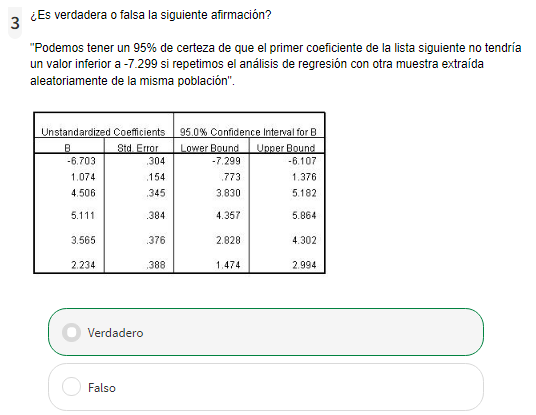 3
¿Es verdadera o falsa la siguiente afirmación?
"Podemos tener un 95% de certeza de que el primer coeficiente de la lista siguiente no tendría
un valor inferior a -7.299 si repetimos el análisis de regresión con otra muestra extraída
aleatoriamente de la misma población".
Unstandardized Coefficients 95.0% Confidence Interval for B
B Std. Error Lower Bound Upper Bound
-6.703 .304 -7.299 -6.107
1.074 .154 .773 1.376
4.506 .345 3.830 5.182
5.111 .384 4.357 5.864
3.565 .376 2.828 4.302
2.234 .388 1.474 2.994
Verdadero
Falso